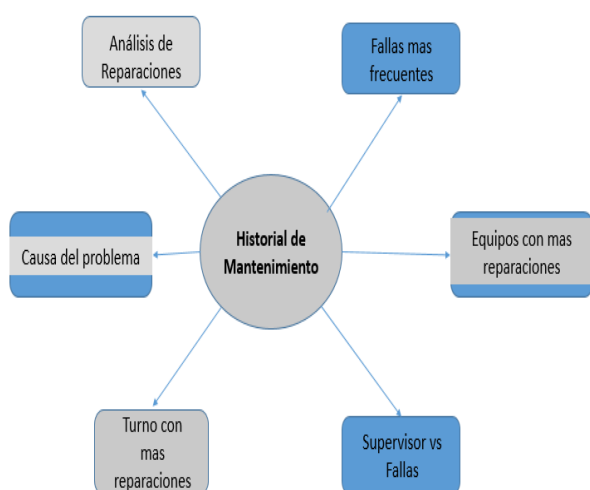 Análisis de
Reparaciones
Fallas mas
frecuentes
Causa del problema
Historial de
Mantenimiento
Equipos con mas
reparaciones
Turno con
mas
reparaciones
Supervisor vs
Fallas